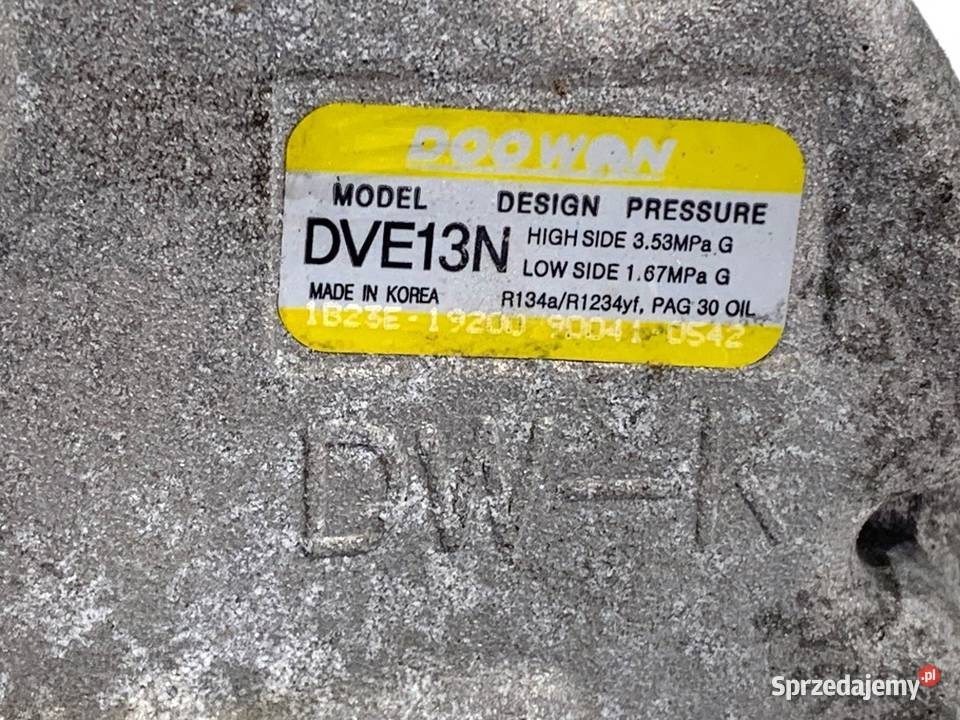 DOOWON
MODEL DESIGN PRESSURE
DVE13N HIGH SIDE 3.53MPa G
LOW SIDE 1.67MPa G
MADE IN KOREA R134a/R1234yf, PAG 30 OIL
1B23E-19200 90041 0542
DW-K
Sprzedajemy.pl